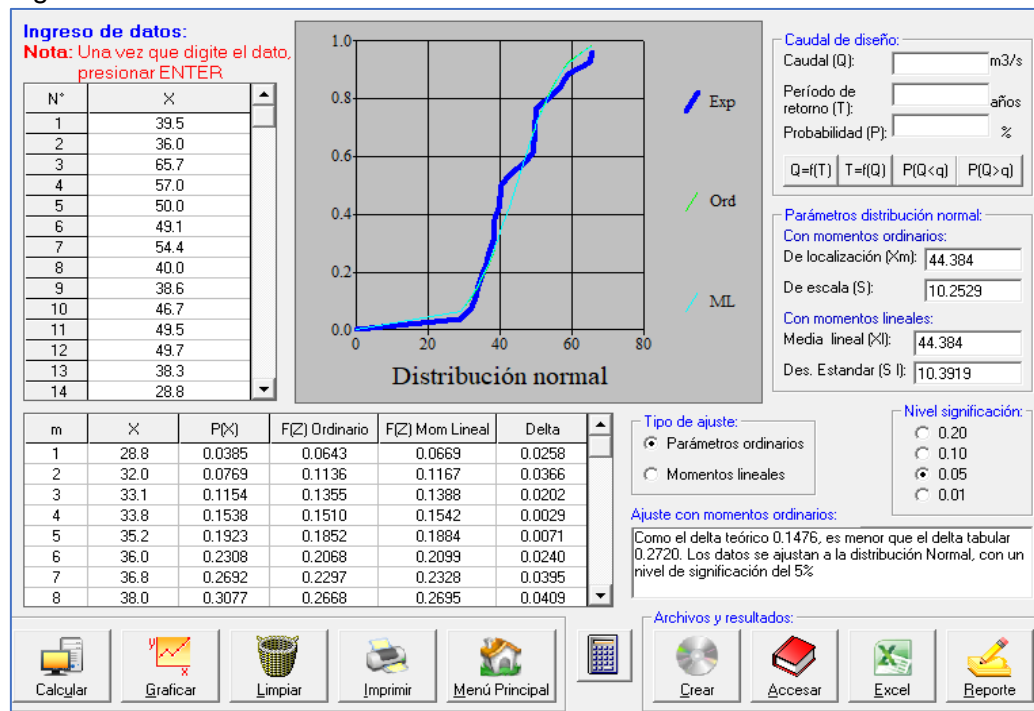 Ingreso de datos:
Nota: Una vez que digite el dato,
presionar ENTER
N° X
1 39.5
2 36.0
3 65.7
4 57.0
5 50.0
6 49.1
7 54.4
8 40.0
9 38.6
10 46.7
11 49.5
12 49.7
13 38.3
14 28.8
1.0
0.8
0.6
0.4
0.2
0.0
0 20 40 60 80
Distribución normal
Exp
Ord
ML
Caudal de diseño:
Caudal (Q): m3/s
Período de
retorno (T): años
Probabilidad (P): %
Q=f(T) T=f(Q) P(Q<q) P(Q>q)
Parámetros distribución normal:
Con momentos ordinarios:
De localización (Xm): 44.384
De escala (S): 10.2529
Con momentos lineales:
Media lineal (Xl): 44.384
Des. Estandar (S l): 10.3919
m X P(X) F(Z) Ordinario F(Z) Mom Lineal Delta
1 28.8 0.0385 0.0643 0.0669 0.0258
2 32.0 0.0769 0.1136 0.1167 0.0366
3 33.1 0.1154 0.1355 0.1388 0.0202
4 33.8 0.1538 0.1510 0.1542 0.0029
5 35.2 0.1923 0.1852 0.1884 0.0071
6 36.0 0.2308 0.2068 0.2099 0.0240
7 36.8 0.2692 0.2297 0.2328 0.0395
8 38.0 0.3077 0.2668 0.2695 0.0409
Tipo de ajuste:
Parámetros ordinarios
Momentos lineales
Nivel significación:
0.20
0.10
0.05
0.01
Ajuste con momentos ordinarios:
Como el delta teórico 0.1476, es menor que el delta tabular
0.2720. Los datos se ajustan a la distribución Normal, con un
nivel de significación del 5%
Calcular Graficar Limpiar Imprimir Menú Principal
Archivos y resultados:
Crear Accesar Excel Reporte